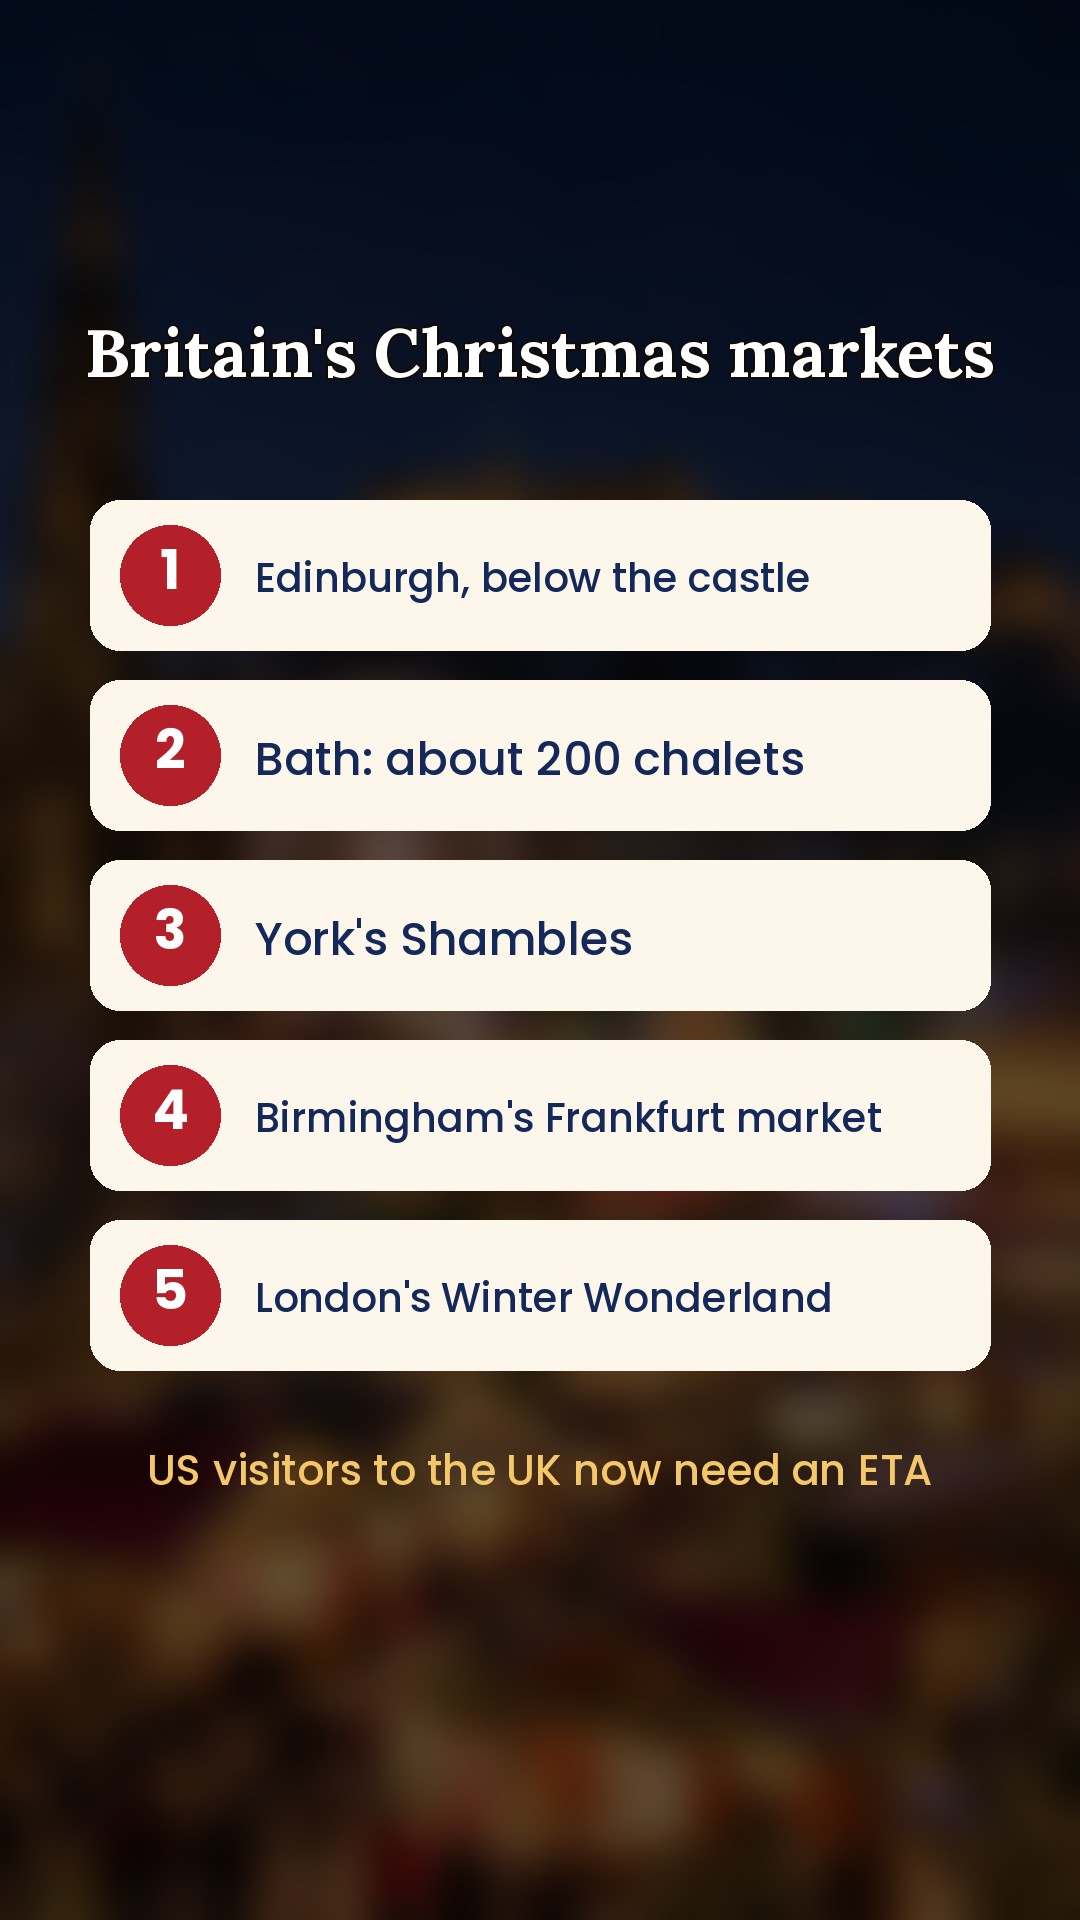 Britain's Christmas markets
1 Edinburgh, below the castle
2 Bath: about 200 chalets
3 York's Shambles
4 Birmingham's Frankfurt market
5 London's Winter Wonderland
US visitors to the UK now need an ETA